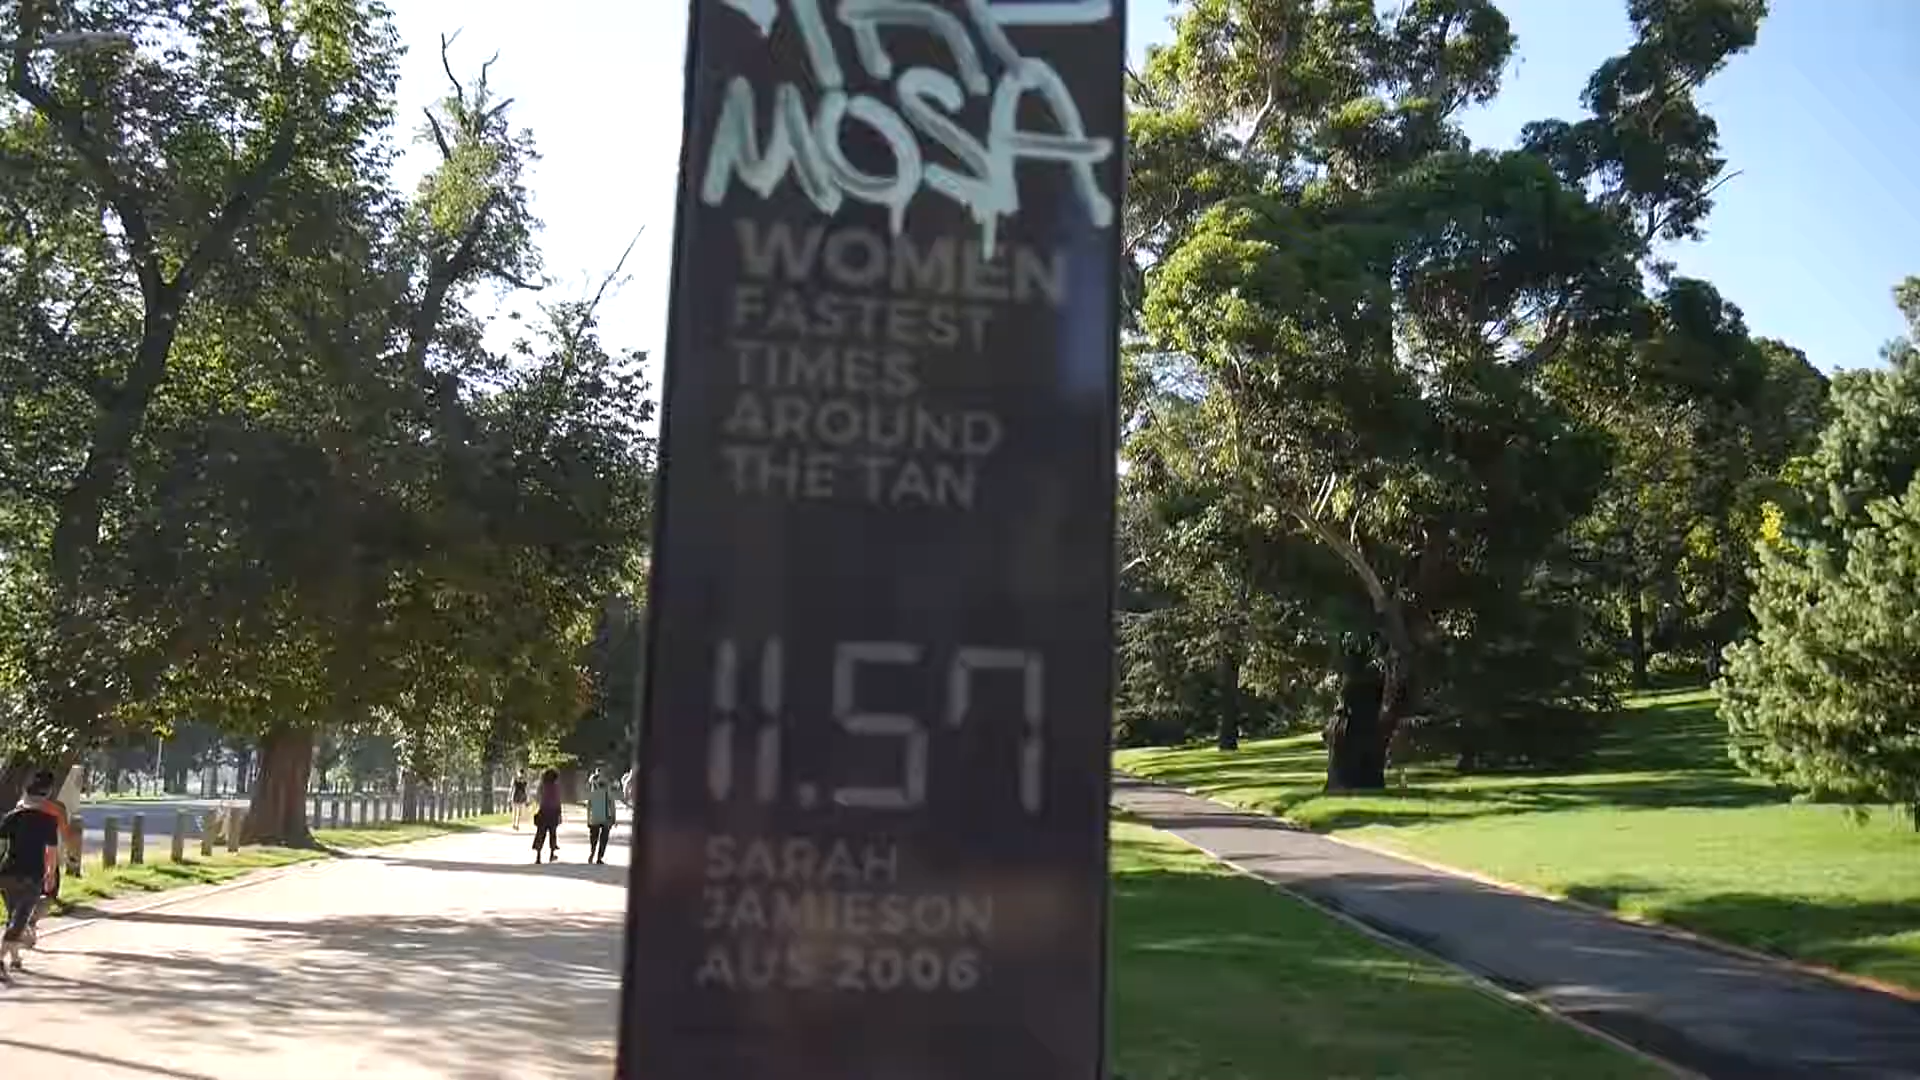 MOSA
WOMEN
FASTEST
TIMES
AROUND
THE TAN
11.57
SARAH
JAMIESON
AUS 2006